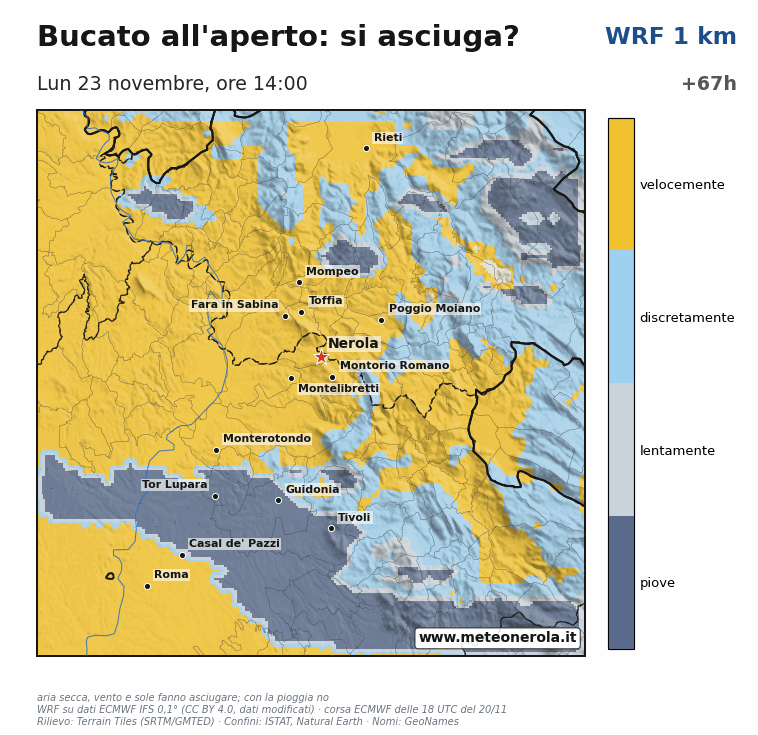 Bucato all'aperto: si asciuga?
WRF 1 km
Lun 23 novembre, ore 14:00
+67h
Rieti
Mompeo
Toffia
Fara in Sabina
Poggio Moiano
Nerola
Montorio Romano
Montelibretti
Monterotondo
Tor Lupara
Guidonia
Tivoli
Casal de' Pazzi
Roma
www.meteonerola.it
velocemente
discretamente
lentamente
piove
aria secca, vento e sole fanno asciugare; con la pioggia no
WRF su dati ECMWF IFS 0,1° (CC BY 4.0, dati modificati) · corsa ECMWF delle 18 UTC del 20/11
Rilievo: Terrain Tiles (SRTM/GMTED) · Confini: ISTAT, Natural Earth · Nomi: GeoNames